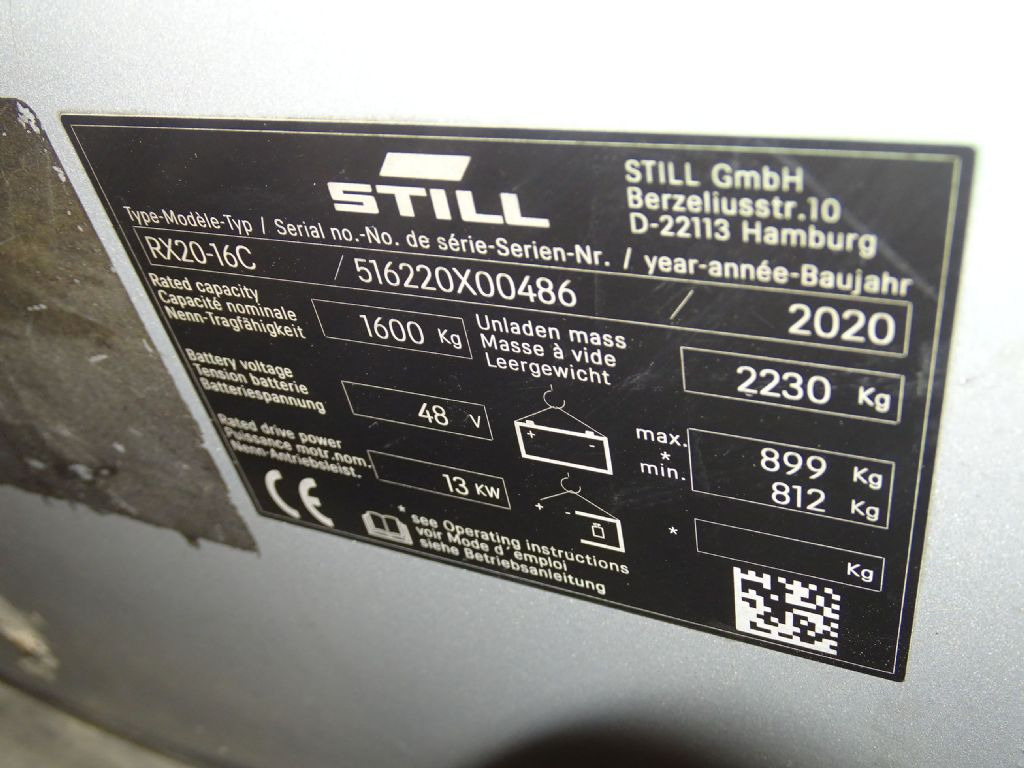 STILL
STILL GmbH
Berzeliusstr.10
D-22113 Hamburg
Type-Modèle-Typ / Serial no.-No. de série-Serien-Nr. / year-année-Baujahr
RX20-16C / 516220X00486 / 2020
Rated capacity
Capacité nominale
Nenn-Tragfähigkeit
1600 Kg
Unladen mass
Masse à vide
Leergewicht
2230 Kg
Battery voltage
Tension batterie
Batteriespannung
48 V
+ -
max.
*
min.
899 Kg
812 Kg
Rated drive power
Puissance motr.nom.
Nenn-Antriebsleist.
13 KW
+ -
* Kg
CE
* see Operating instructions
voir Mode d'emploi
siehe Betriebsanleitung